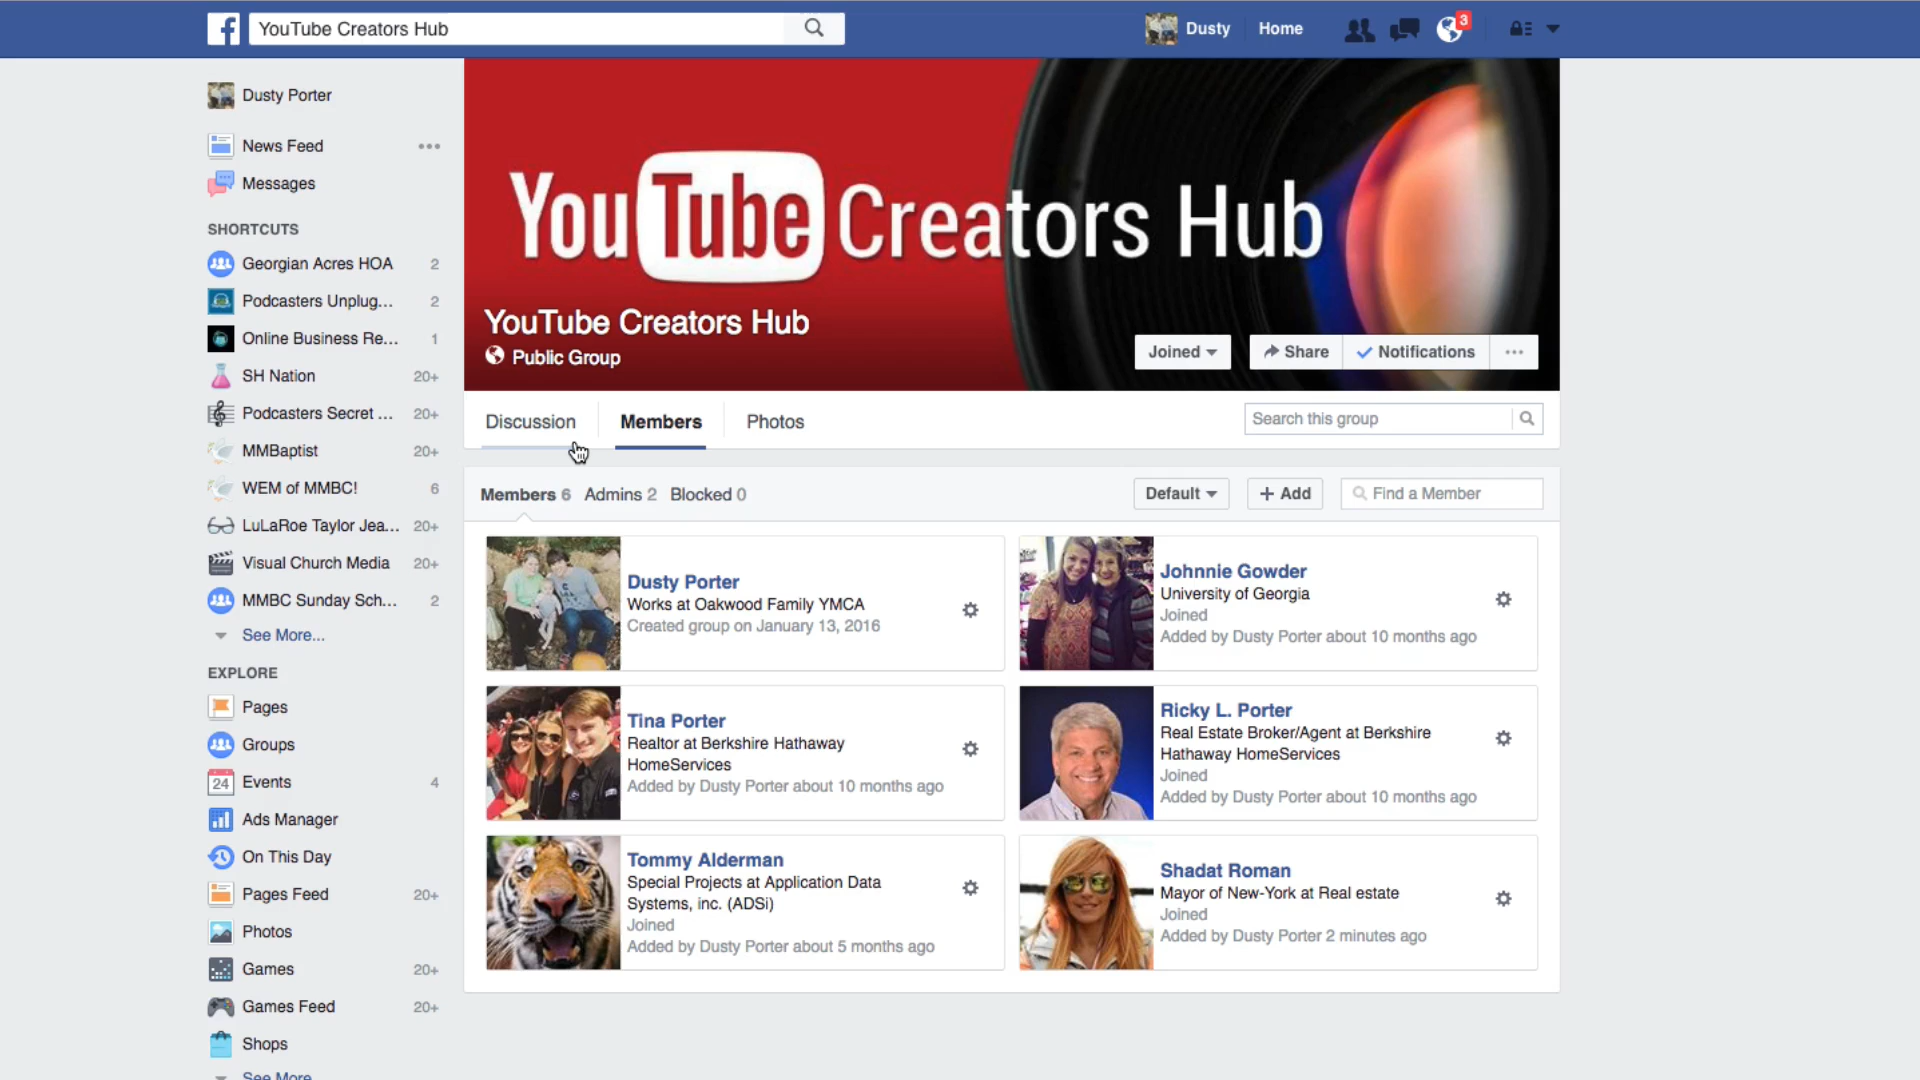 YouTube Creators Hub
Dusty
Home
3
Dusty Porter
News Feed
Messages
SHORTCUTS
Georgian Acres HOA 2
Podcasters Unplug... 2
Online Business Re... 1
SH Nation 20+
Podcasters Secret ... 20+
MMBaptist 20+
WEM of MMBC! 6
LuLaRoe Taylor Jea... 20+
Visual Church Media 20+
MMBC Sunday Sch... 2
See More...
EXPLORE
Pages
Groups
24 Events 4
Ads Manager
On This Day
Pages Feed 20+
Photos
Games 20+
Games Feed 20+
Shops
See More
YouTube Creators Hub
YouTube Creators Hub
Public Group
Joined
Share
Notifications
Discussion
Members
Photos
Search this group
Members 6
Admins 2
Blocked 0
Default
+ Add
Find a Member
Dusty Porter
Works at Oakwood Family YMCA
Created group on January 13, 2016
Johnnie Gowder
University of Georgia
Joined
Added by Dusty Porter about 10 months ago
Tina Porter
Realtor at Berkshire Hathaway
HomeServices
Added by Dusty Porter about 10 months ago
Ricky L. Porter
Real Estate Broker/Agent at Berkshire
Hathaway HomeServices
Joined
Added by Dusty Porter about 10 months ago
Tommy Alderman
Special Projects at Application Data
Systems, inc. (ADSi)
Joined
Added by Dusty Porter about 5 months ago
Shadat Roman
Mayor of New-York at Real estate
Joined
Added by Dusty Porter 2 minutes ago